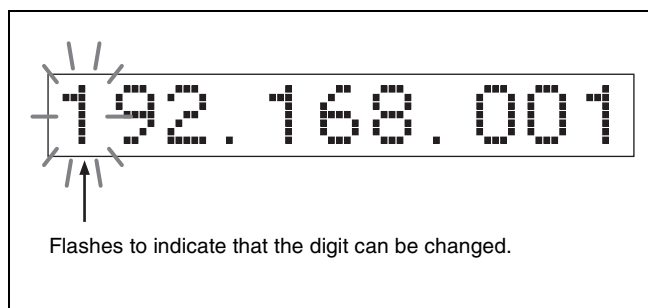 192.168.001
Flashes to indicate that the digit can be changed.